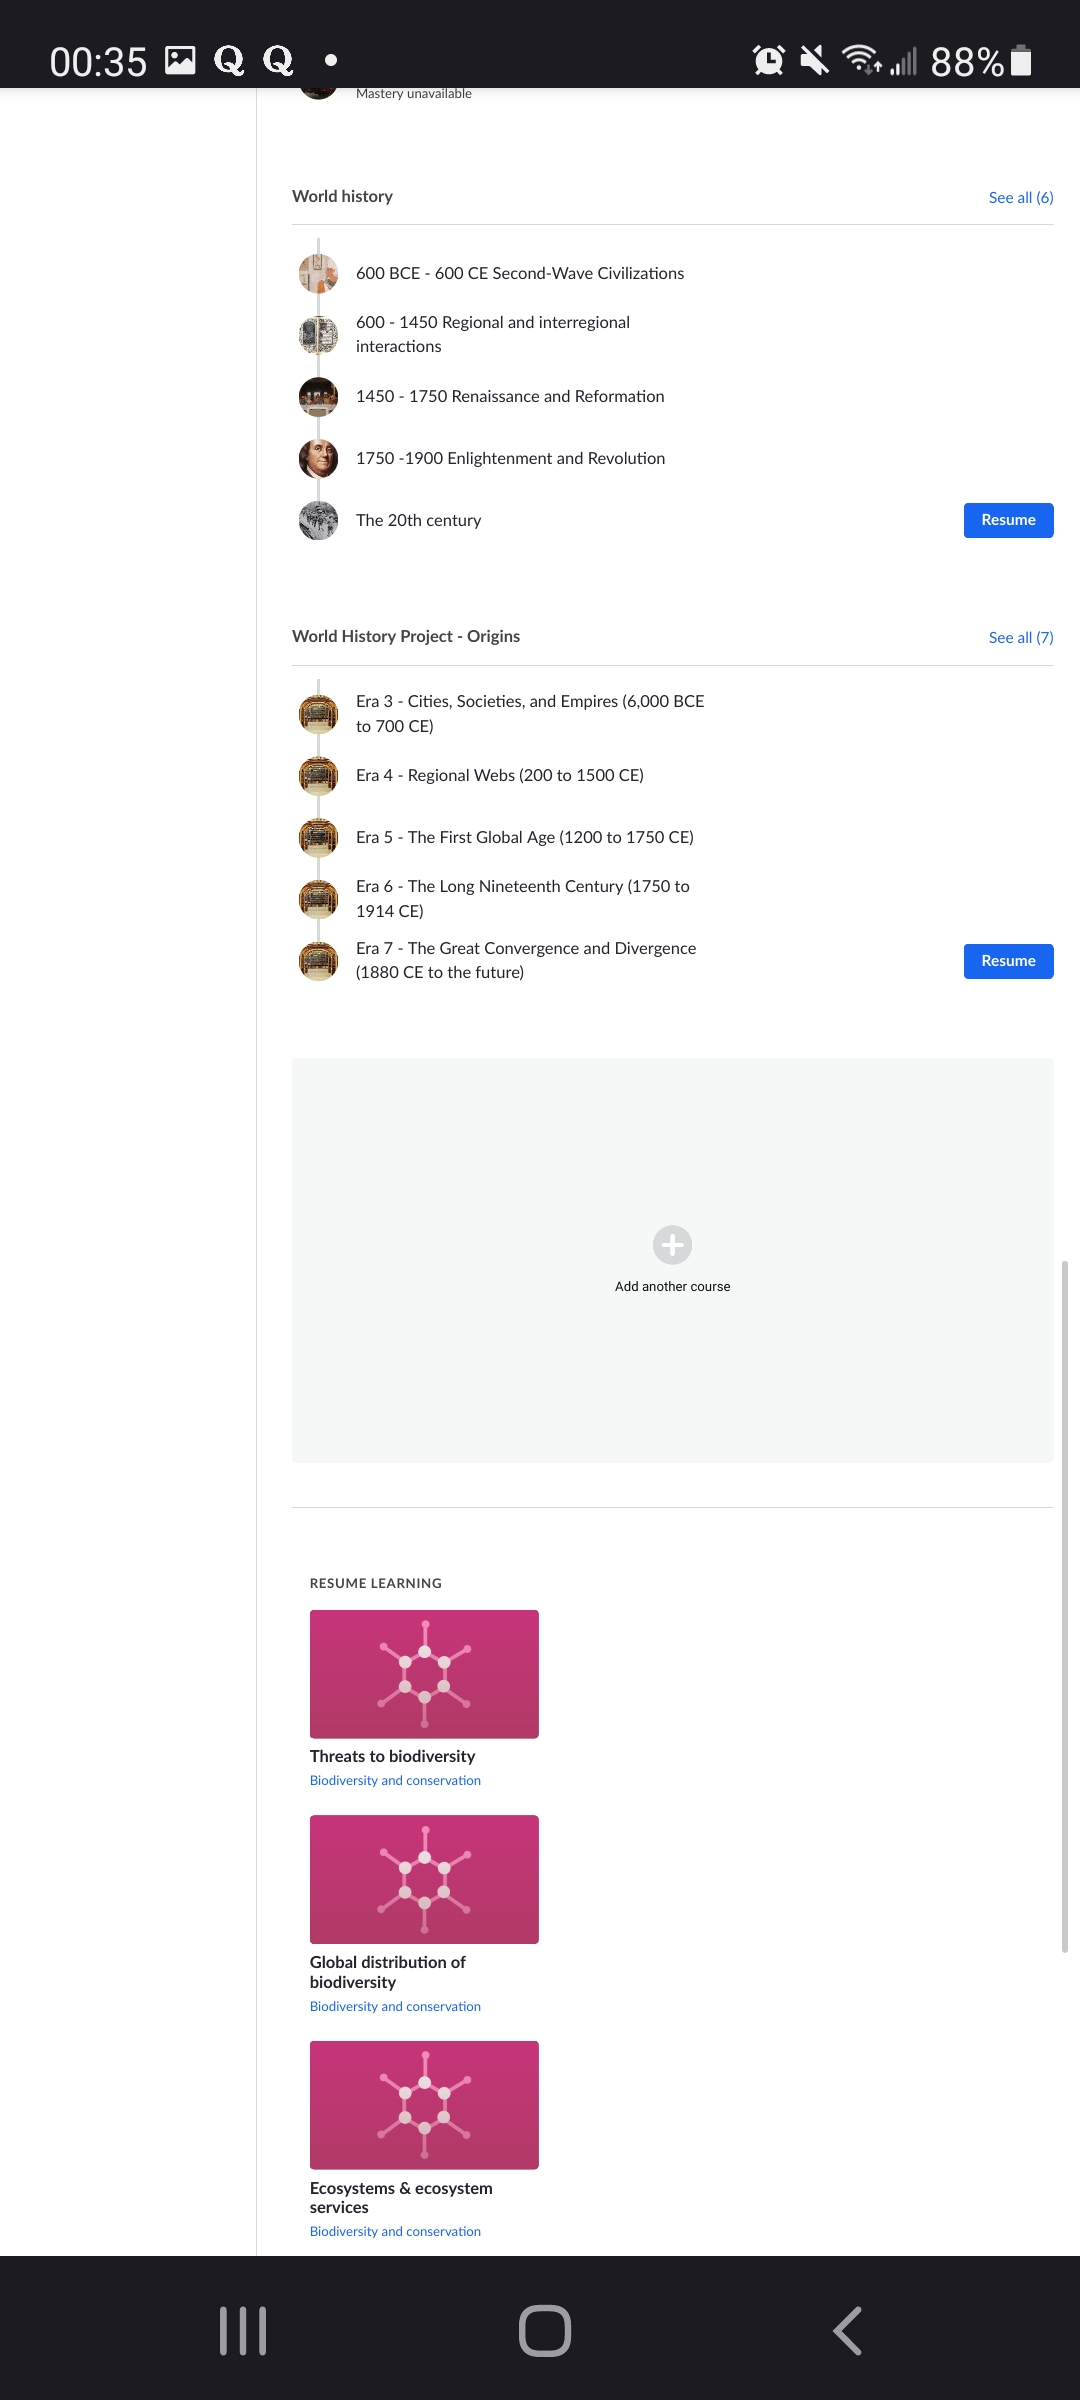 00:35
88%
Mastery unavailable
World history
See all (6)
600 BCE - 600 CE Second-Wave Civilizations
600 - 1450 Regional and interregional
interactions
1450 - 1750 Renaissance and Reformation
1750 -1900 Enlightenment and Revolution
The 20th century
Resume
World History Project - Origins
See all (7)
Era 3 - Cities, Societies, and Empires (6,000 BCE
to 700 CE)
Era 4 - Regional Webs (200 to 1500 CE)
Era 5 - The First Global Age (1200 to 1750 CE)
Era 6 - The Long Nineteenth Century (1750 to
1914 CE)
Era 7 - The Great Convergence and Divergence
(1880 CE to the future)
Resume
Add another course
RESUME LEARNING
Threats to biodiversity
Biodiversity and conservation
Global distribution of
biodiversity
Biodiversity and conservation
Ecosystems & ecosystem
services
Biodiversity and conservation